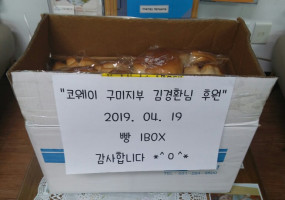 "코웨이 구미지부 김경환님 후원"
2019. 04. 19
빵 1BOX
감사합니다 *^0^*